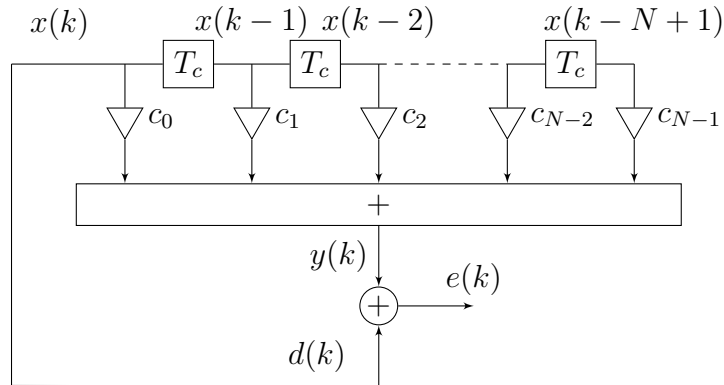 x(k) x(k − 1) x(k − 2) x(k − N + 1)
T_c T_c T_c
c_0 c_1 c_2 c_{N−2} c_{N−1}
+
y(k)
e(k)
+
d(k)